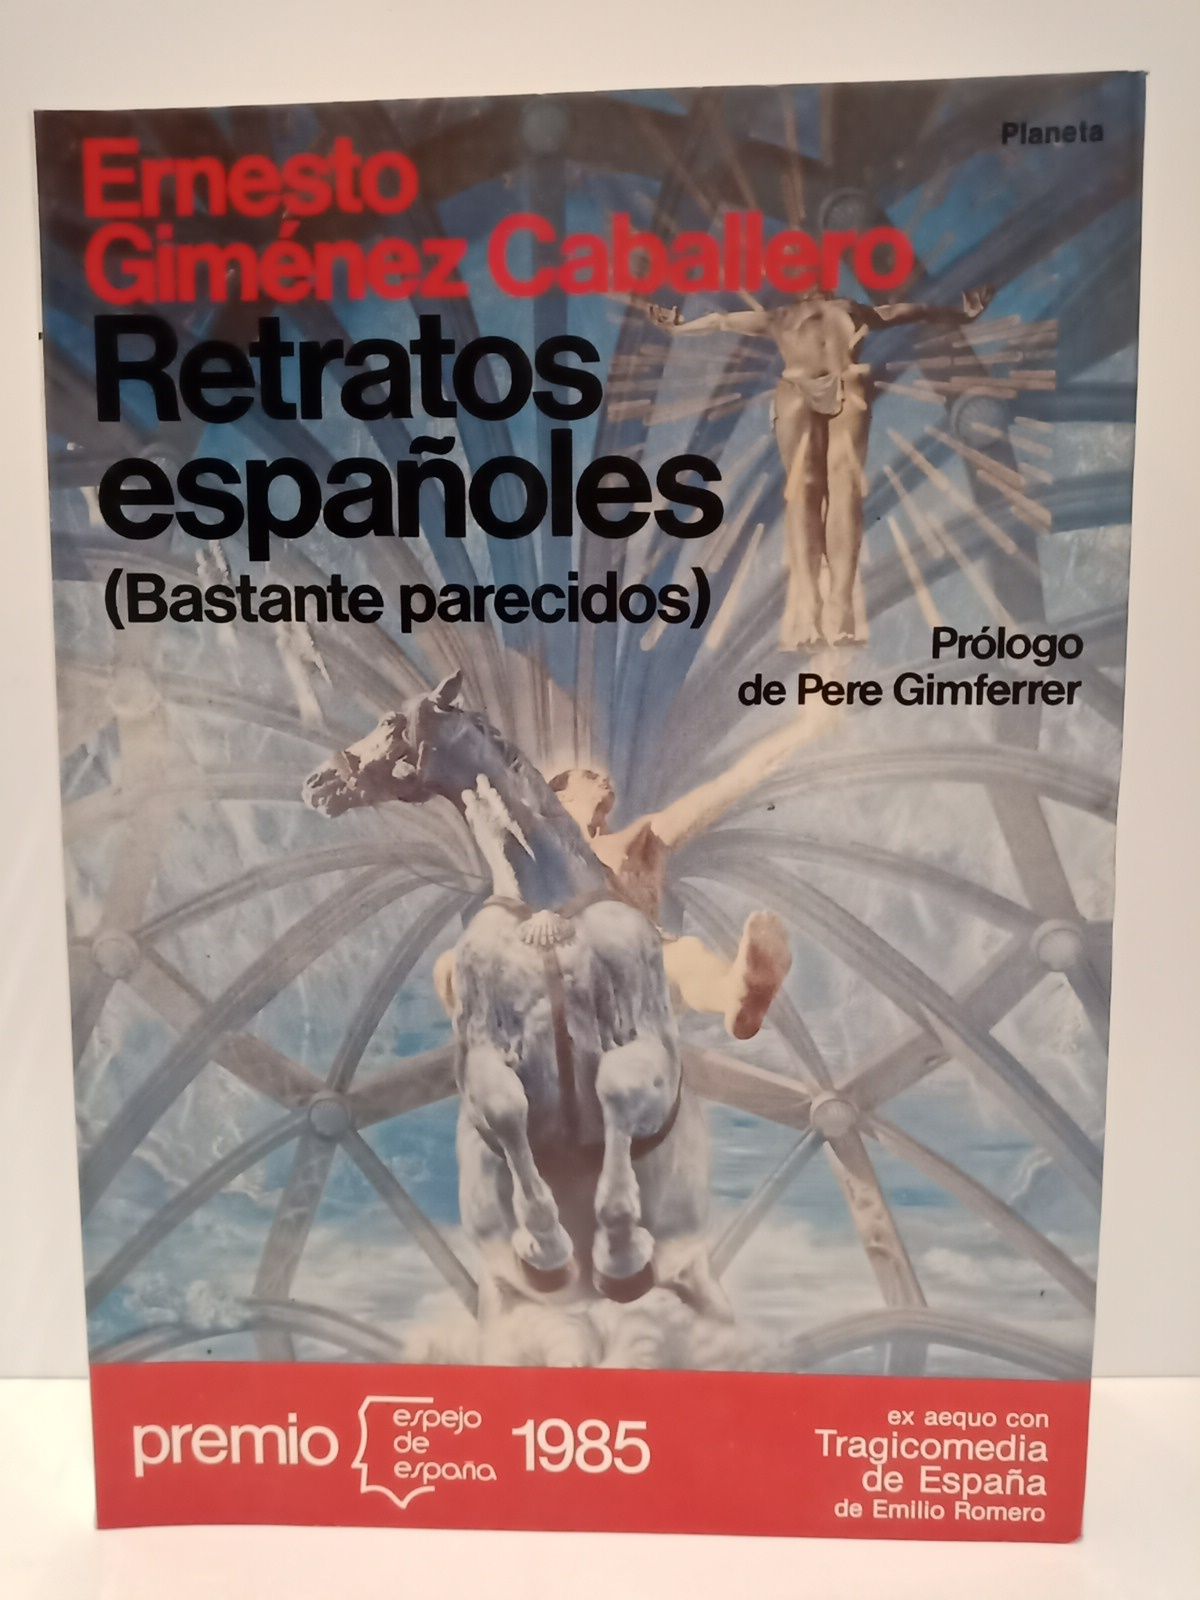 Planeta
Ernesto
Giménez Caballero
Retratos
españoles
(Bastante parecidos)
Prólogo
de Pere Gimferrer
premio
espejo
de
españa
1985
ex aequo con
Tragicomedia
de España
de Emilio Romero